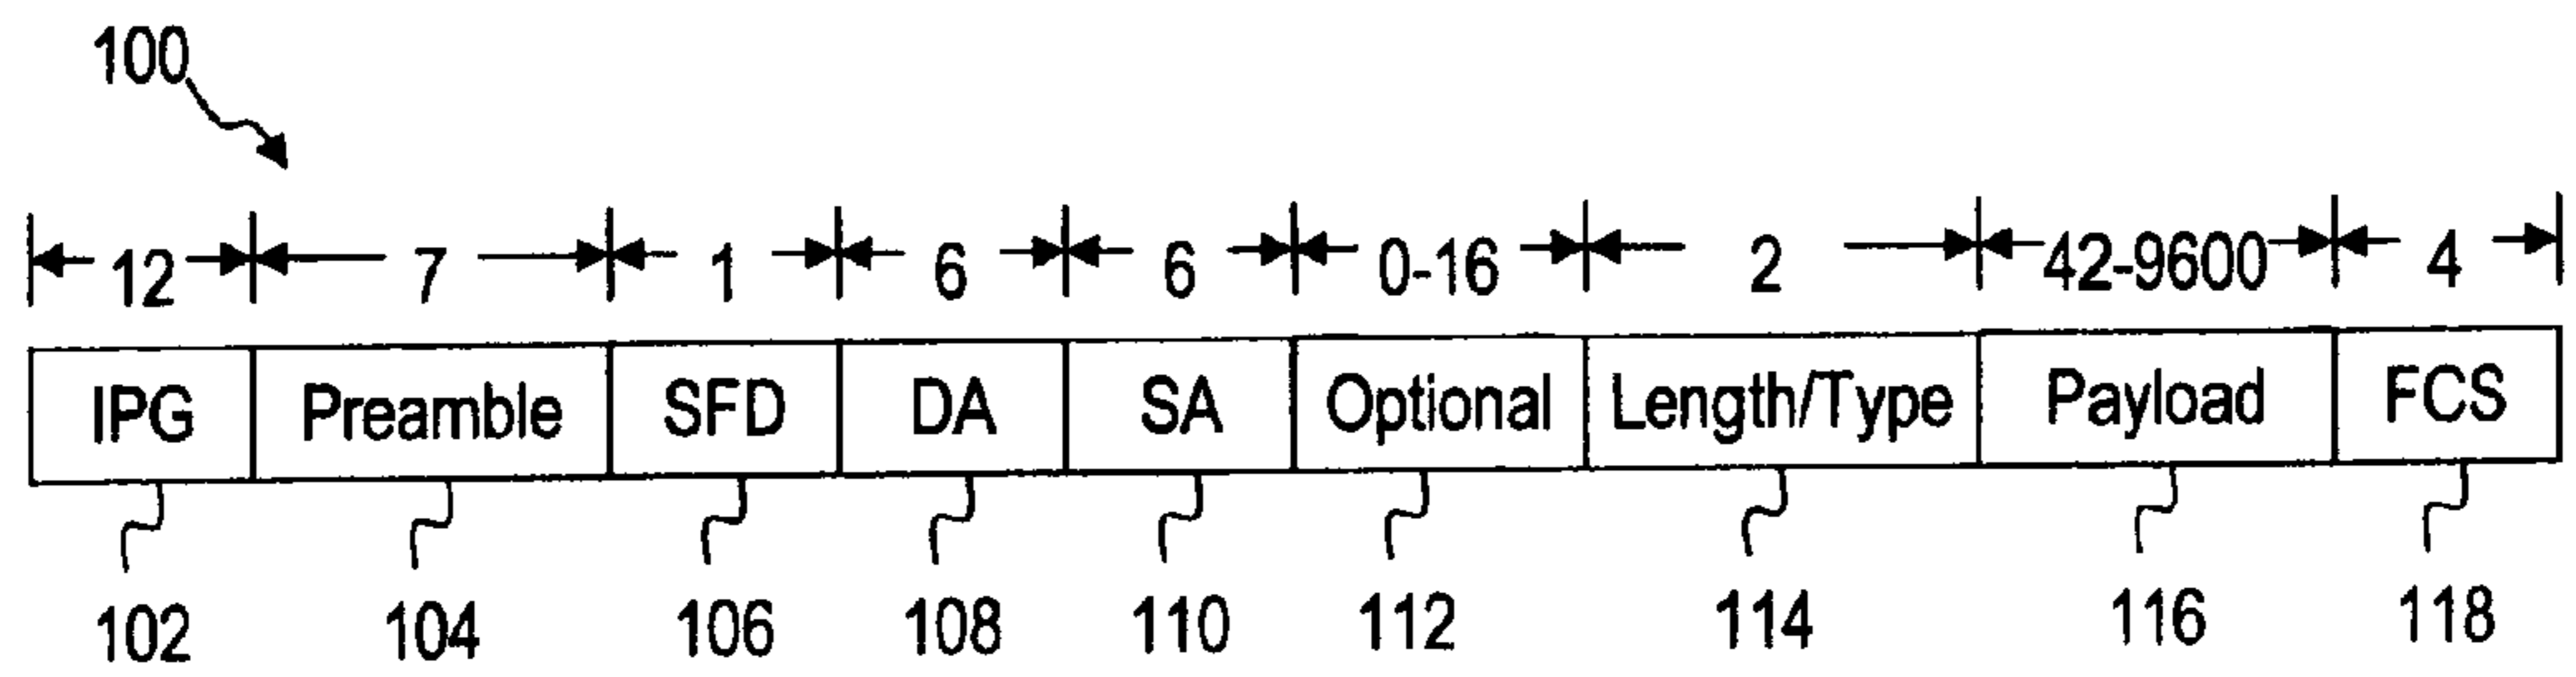 100
12 7 1 6 6 0-16 2 42-9600 4
IPG Preamble SFD DA SA Optional Length/Type Payload FCS
102 104 106 108 110 112 114 116 118